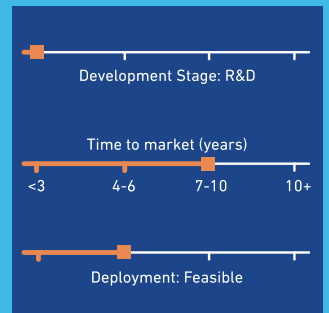 Development Stage: R&D
Time to market (years)
<3 4-6 7-10 10+
Deployment: Feasible